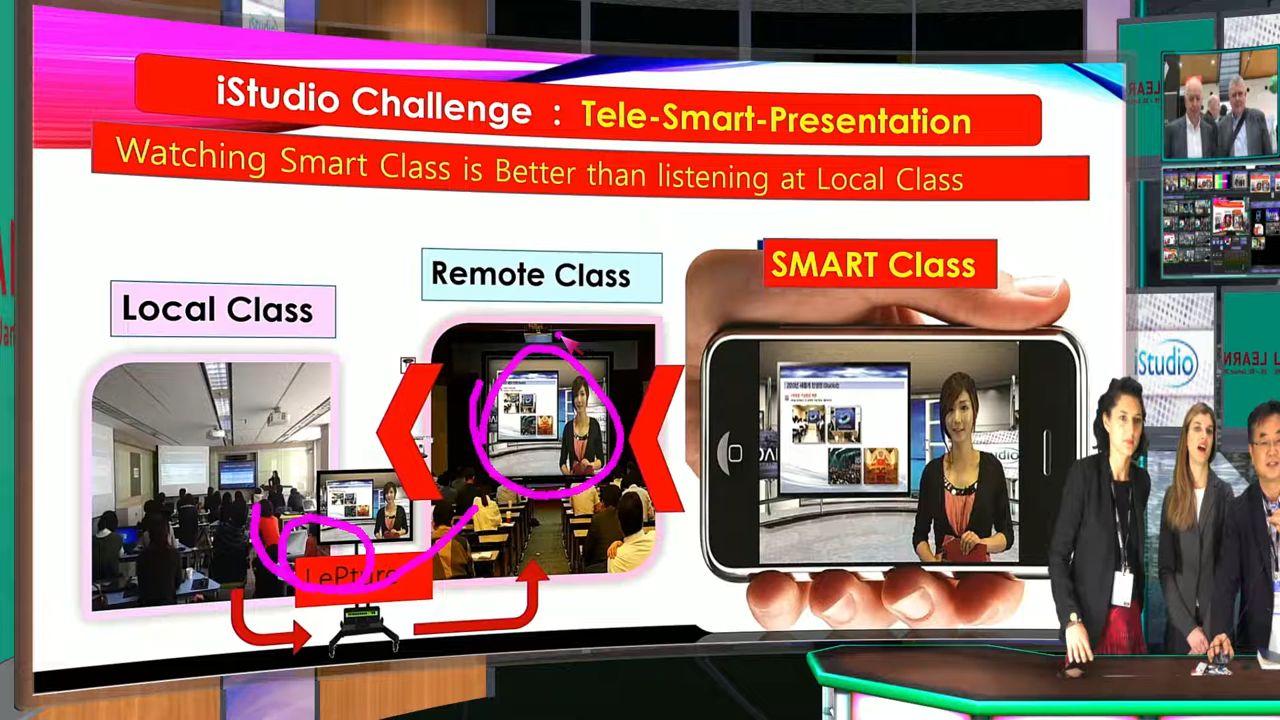 iStudio Challenge : Tele-Smart-Presentation
Watching Smart Class is Better than listening at Local Class
Local Class
Remote Class
SMART Class
LePture
iStudio